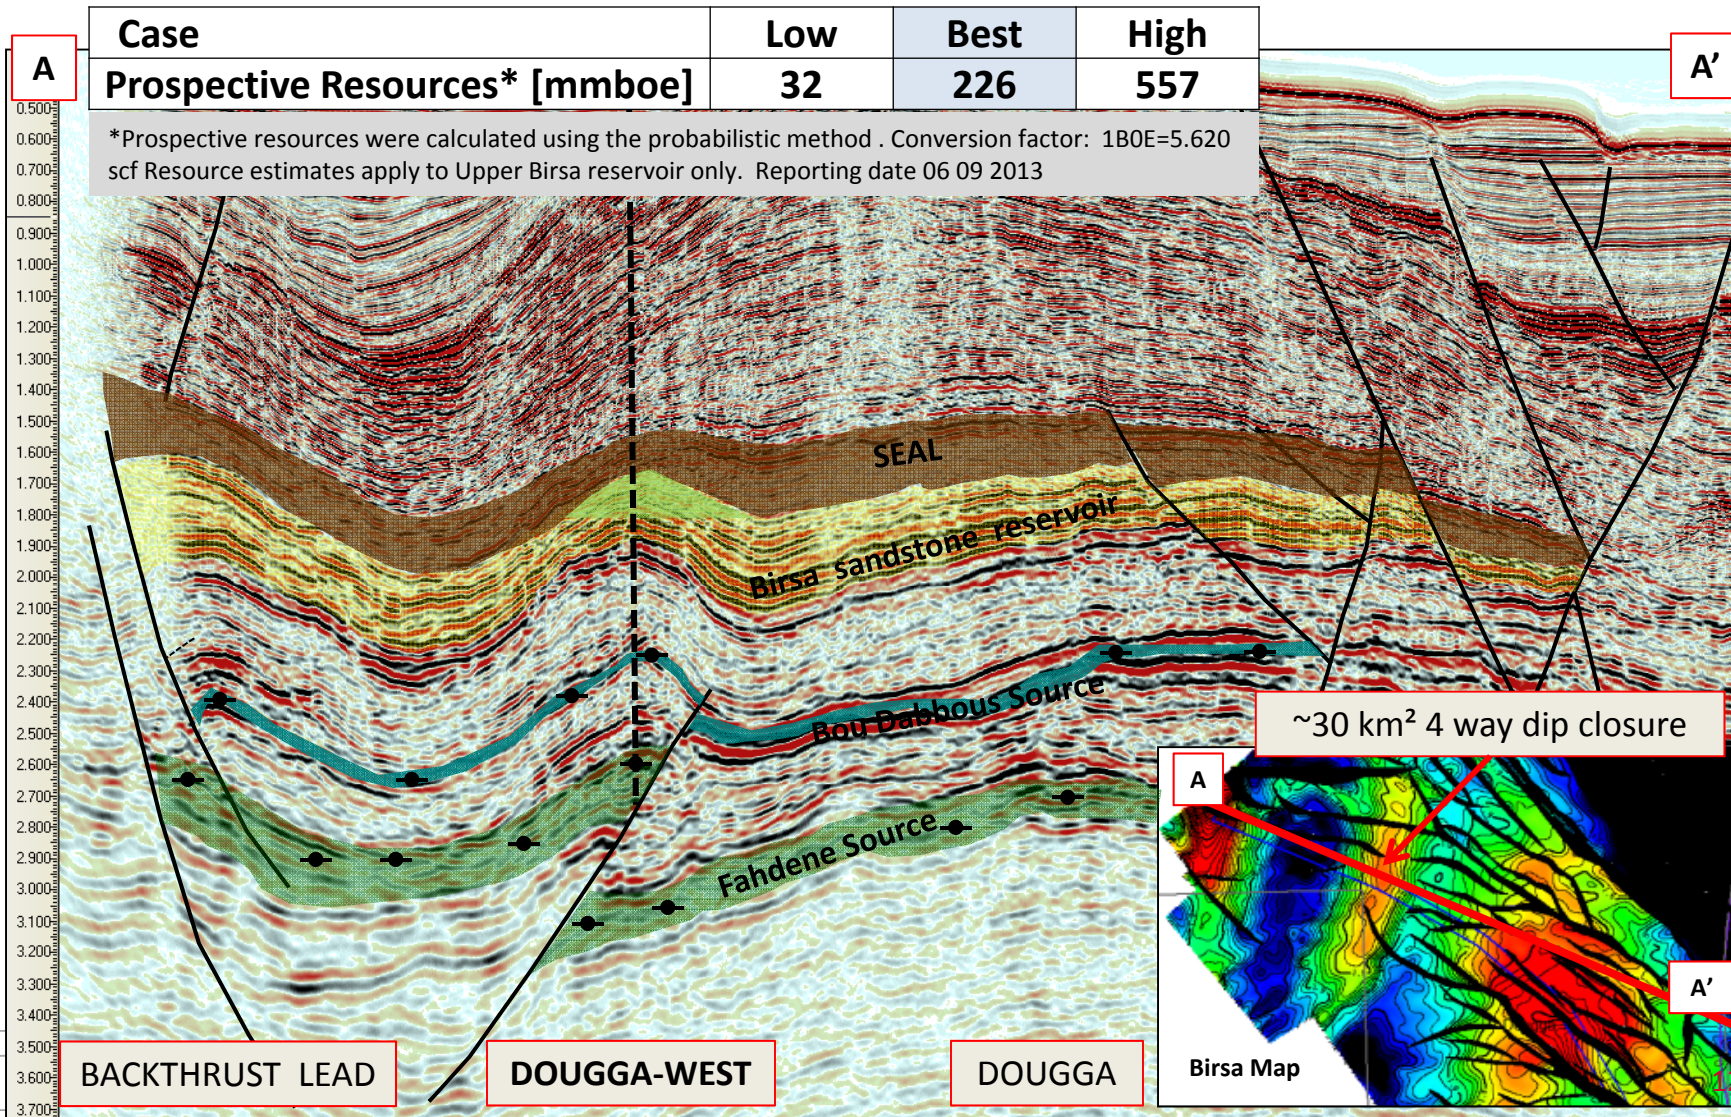 Case Low Best High
Prospective Resources* [mmboe] 32 226 557
*Prospective resources were calculated using the probabilistic method . Conversion factor: 1B0E=5.620
scf Resource estimates apply to Upper Birsa reservoir only. Reporting date 06 09 2013
A
A'
0.500
0.600
0.700
0.800
0.900
1.000
1.100
1.200
1.300
1.400
1.500
1.600
1.700
1.800
1.900
2.000
2.100
2.200
2.300
2.400
2.500
2.600
2.700
2.800
2.900
3.000
3.100
3.200
3.300
3.400
3.500
3.600
3.700
SEAL
Birsa sandstone reservoir
Bou Dabbous Source
Fahdene Source
~30 km² 4 way dip closure
A
A'
Birsa Map
BACKTHRUST LEAD
DOUGGA-WEST
DOUGGA